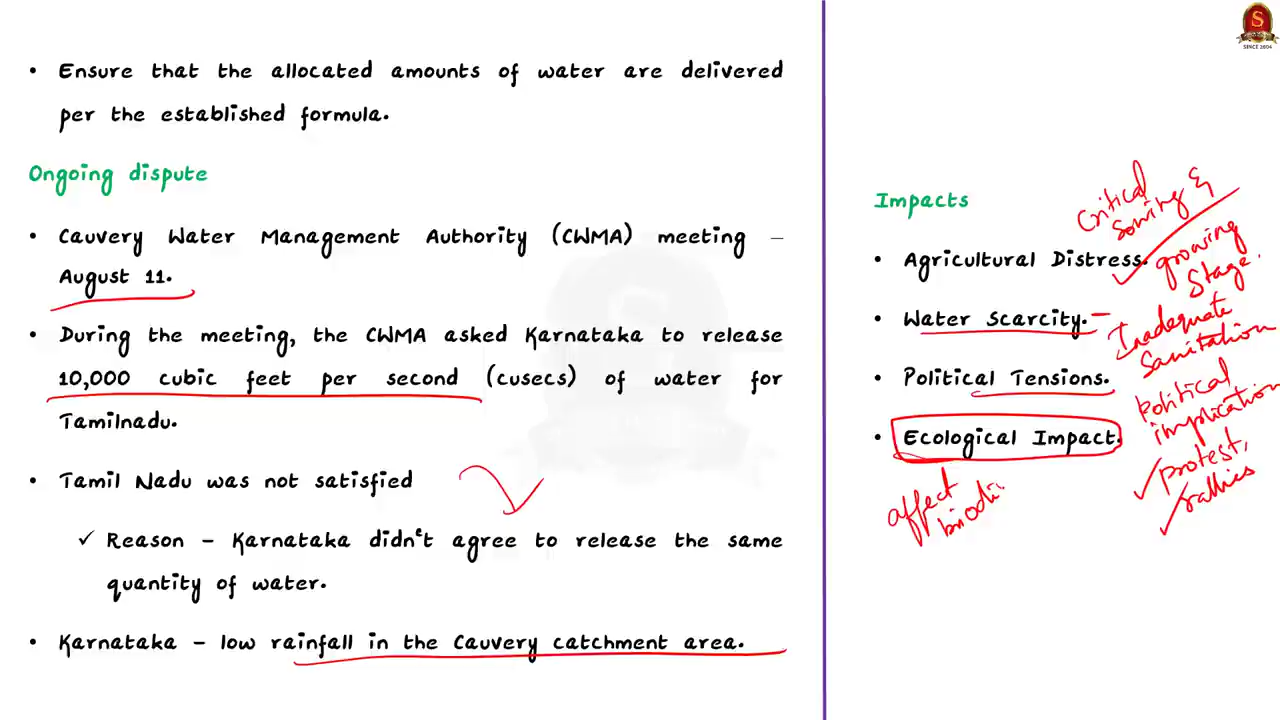 • Ensure that the allocated amounts of water are delivered
per the established formula.
Ongoing dispute
• Cauvery Water Management Authority (CWMA) meeting –
August 11.
• During the meeting, the CWMA asked Karnataka to release
10,000 cubic feet per second (cusecs) of water for
Tamilnadu.
• Tamil Nadu was not satisfied
✓ Reason – Karnataka didn't agree to release the same
quantity of water.
• Karnataka – low rainfall in the Cauvery catchment area.
S
SINCE 2004
Impacts
Critical
Sowing &
growing
Stage.
• Agricultural Distress.
• Water Scarcity. –
Inadequate
Sanitation
• Political Tensions.
Political
implication
✓ protest,
✓ rallies
• Ecological Impact.
affect
biodi